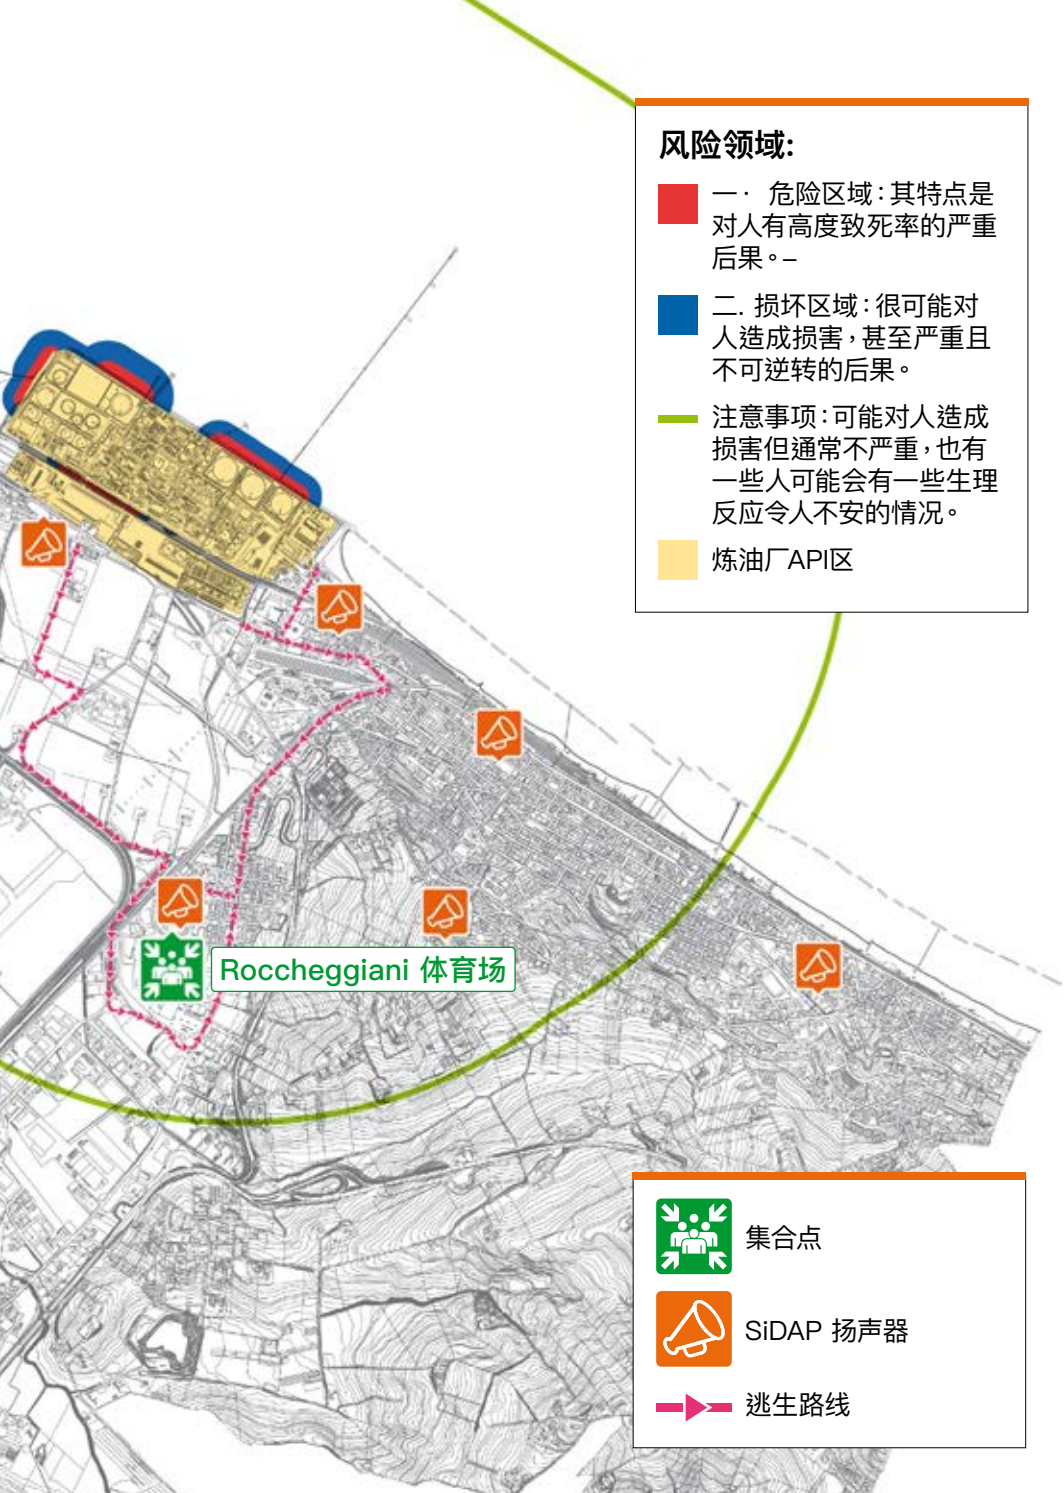 风险领域:
一· 危险区域：其特点是
对人有高度致死率的严重
后果。–
二. 损坏区域：很可能对
人造成损害，甚至严重且
不可逆转的后果。
注意事项：可能对人造成
损害但通常不严重，也有
一些人可能会有一些生理
反应令人不安的情况。
炼油厂API区
Roccheggiani 体育场
集合点
SiDAP 扬声器
逃生路线